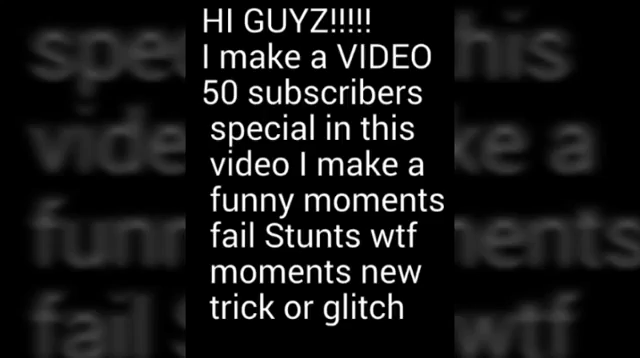 HI GUYZ!!!!!
I make a VIDEO
50 subscribers
special in this
video I make a
funny moments
fail Stunts wtf
moments new
trick or glitch